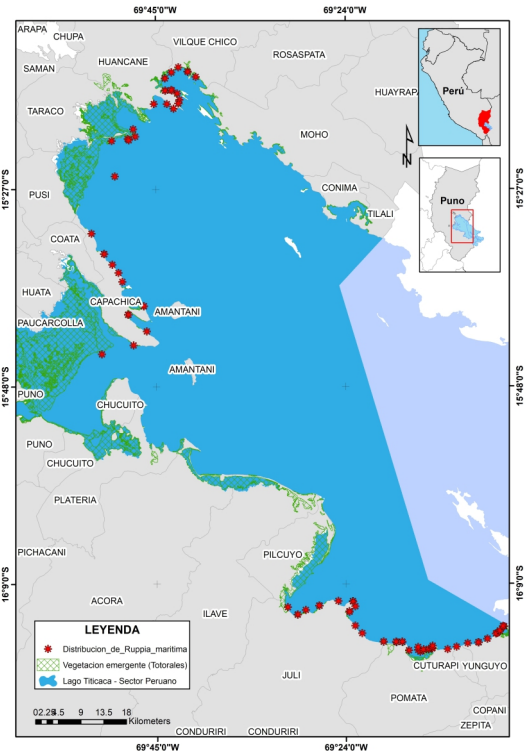 69°45'0"W
69°24'0"W
ARAPA
CHUPA
VILQUE CHICO
SAMAN
HUANCANE
ROSASPATA
HUAYRAPA
Perú
TARACO
MOHO
N
15°27'0"S
15°27'0"S
PUSI
CONIMA
TILALI
Puno
COATA
HUATA
CAPACHICA
AMANTANI
PAUCARCOLLA
AMANTANI
15°48'0"S
15°48'0"S
PUNO
CHUCUITO
PUNO
CHUCUITO
PLATERIA
PICHACANI
PILCUYO
16°9'0"S
16°9'0"S
ACORA
ILAVE
LEYENDA
Distribucion_de_Ruppia_maritima
Vegetacion emergente (Totorales)
Lago Titicaca - Sector Peruano
CUTURAPI
YUNGUYO
JULI
POMATA
COPANI
ZEPITA
02.254.5 9 13.5 18
Kilometers
CONDURIRI
CONDURIRI
69°45'0"W
69°24'0"W